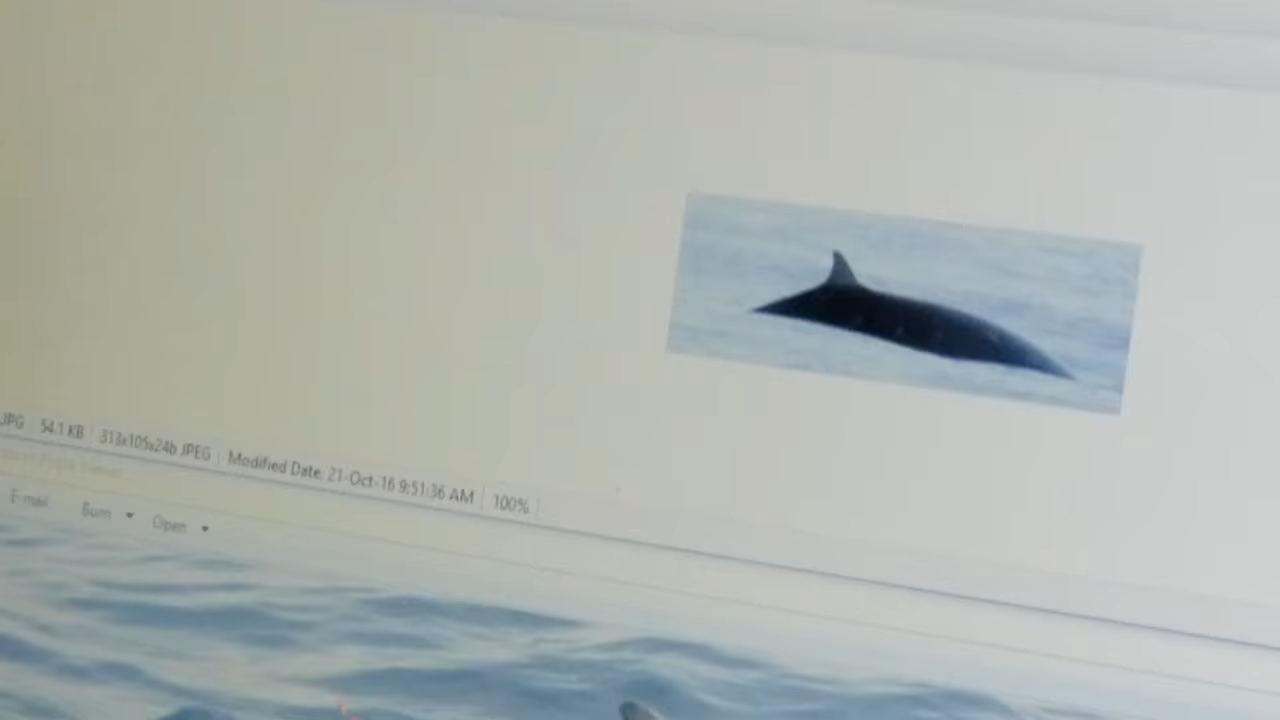 JPG 54.1 KB 313x105x24b JPEG Modified Date: 21-Oct-16 9:51:36 AM 100%
E-mail Burn Open